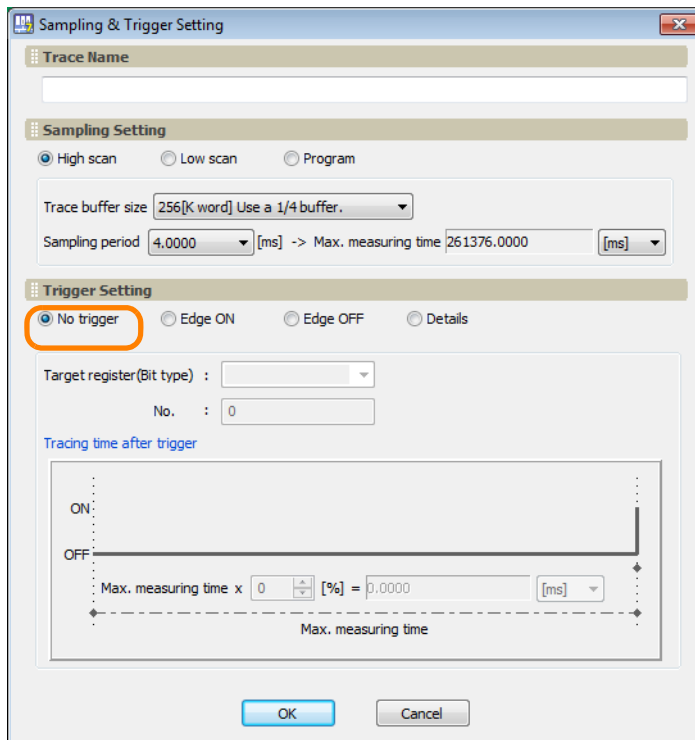 Sampling & Trigger Setting
Trace Name
Sampling Setting
High scan Low scan Program
Trace buffer size 256[K word] Use a 1/4 buffer.
Sampling period 4.0000 [ms] -> Max. measuring time 261376.0000 [ms]
Trigger Setting
No trigger Edge ON Edge OFF Details
Target register(Bit type) :
No. : 0
Tracing time after trigger
ON
OFF
Max. measuring time x 0 [%] = 0.0000 [ms]
Max. measuring time
OK Cancel